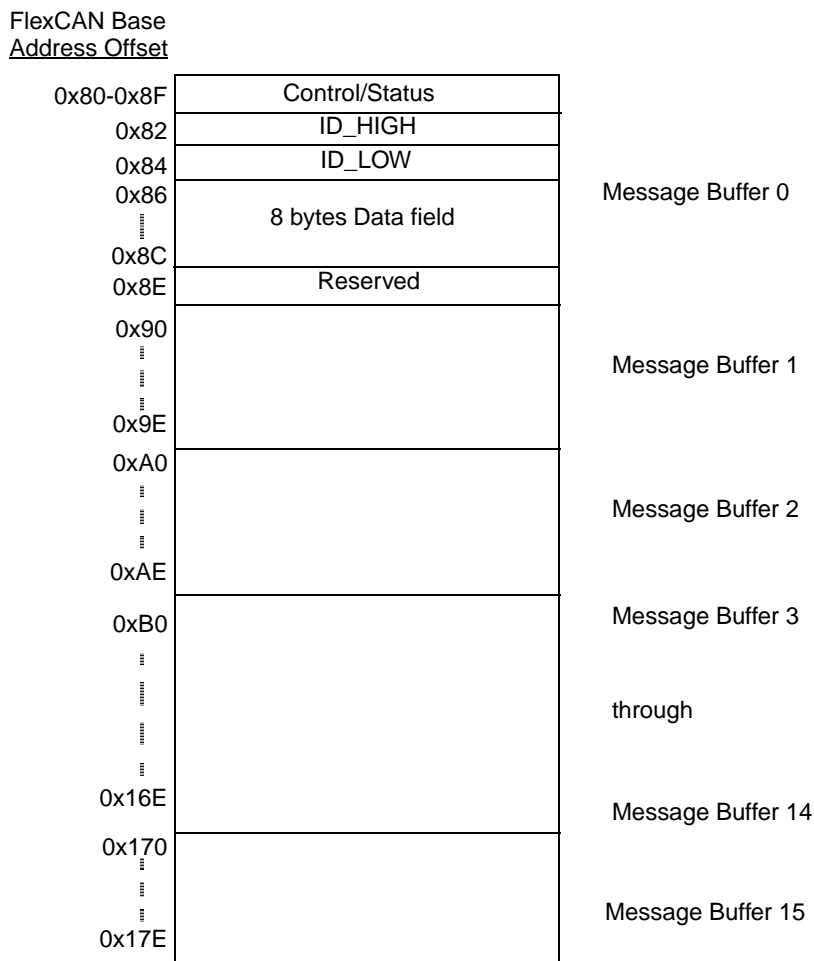 FlexCAN Base
Address Offset
0x80-0x8F Control/Status
0x82 ID_HIGH
0x84 ID_LOW
0x86
8 bytes Data field
Message Buffer 0
0x8C
0x8E Reserved
0x90
Message Buffer 1
0x9E
0xA0
Message Buffer 2
0xAE
0xB0
Message Buffer 3
through
0x16E
Message Buffer 14
0x170
Message Buffer 15
0x17E